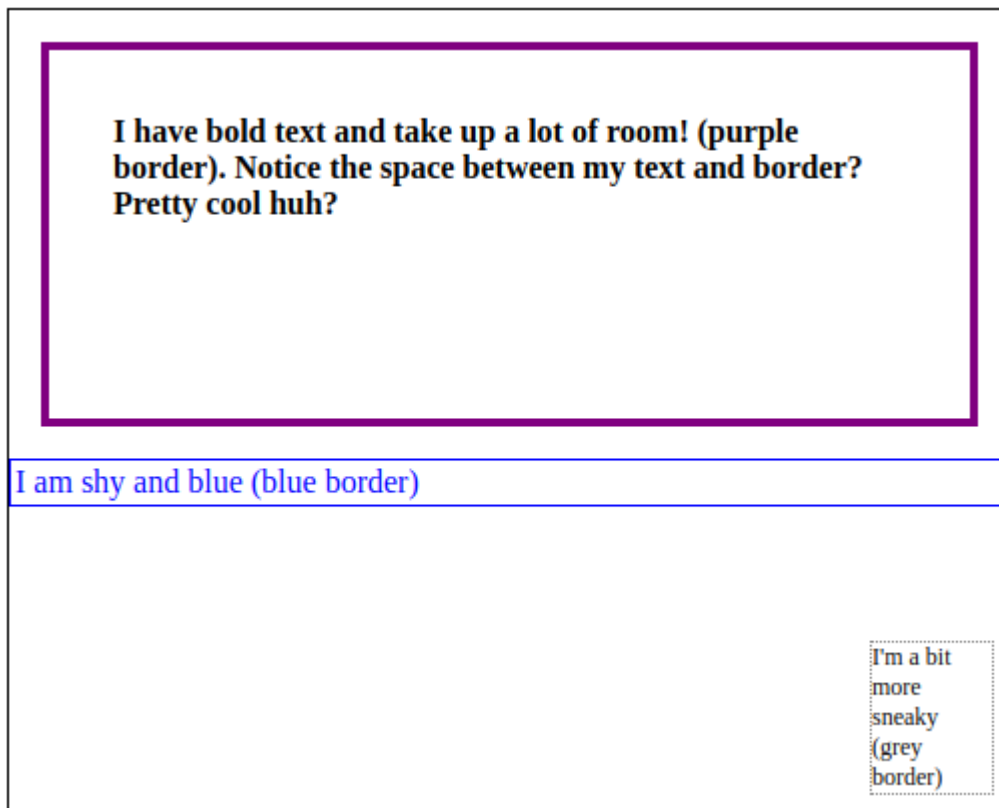 I have bold text and take up a lot of room! (purple
border). Notice the space between my text and border?
Pretty cool huh?
I am shy and blue (blue border)
I'm a bit
more
sneaky
(grey
border)